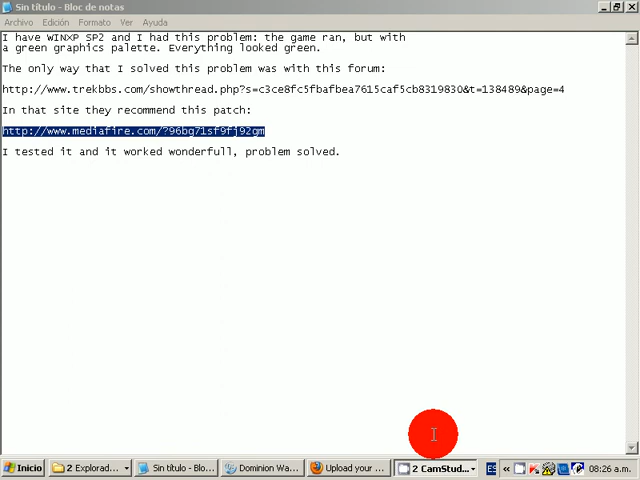 Sin título - Bloc de notas
Archivo Edición Formato Ver Ayuda
I have WINXP SP2 and I had this problem: the game ran, but with
a green graphics palette. Everything looked green.
The only way that I solved this problem was with this forum:
http://www.trekbbs.com/showthread.php?s=c3ce8fc5fbafbea7615caf5cb8319830&t=138489&page=4
In that site they recommend this patch:
http://www.mediafire.com/?96bg71sf9fj92gm
I tested it and it worked wonderfull, problem solved.
Inicio 2 Explorad... Sin título - Blo... Dominion Wa... Upload your ... 2 CamStud... ES « 08:26 a.m.